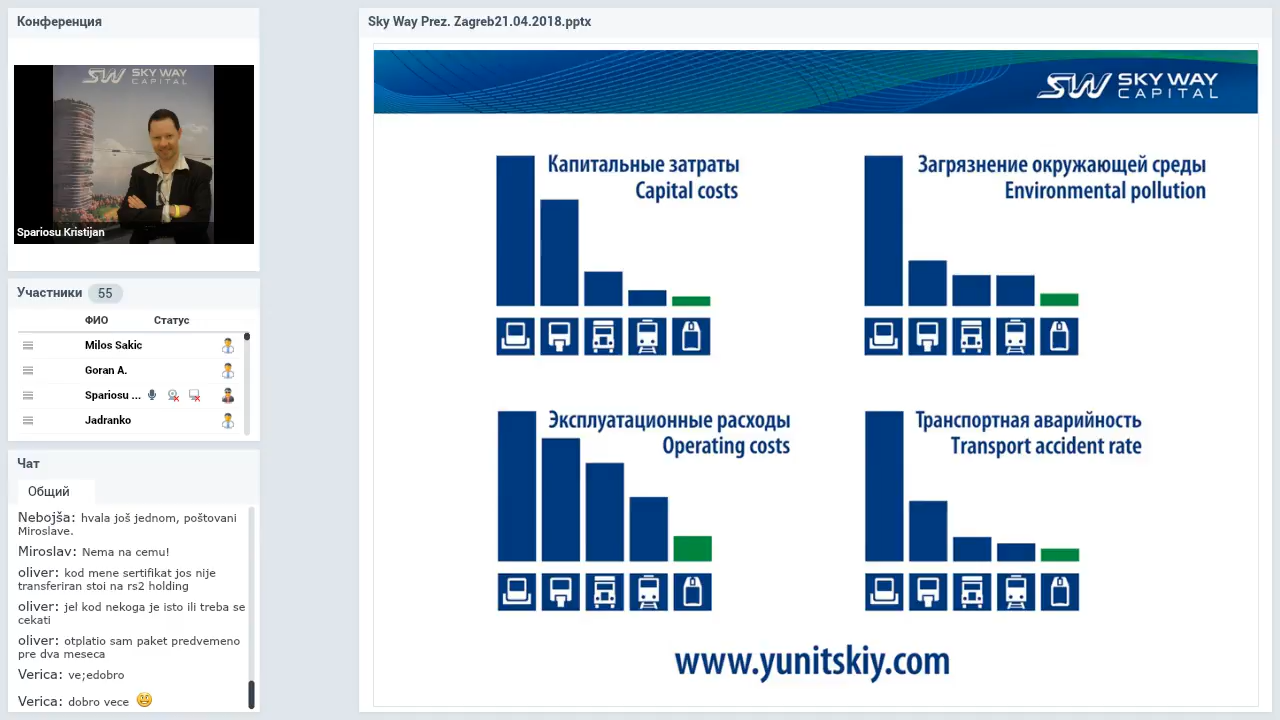 Конференция
SKY WAY
CAPITAL
Spariosu Kristijan
Участники 55
ФИО Статус
Milos Sakic
Goran A.
Spariosu ...
Jadranko
Чат
Общий
Nebojša: hvala još jednom, poštovani
Miroslave.
Miroslav: Nema na cemu!
oliver: kod mene sertifikat jos nije
transferiran stoi na rs2 holding
oliver: jel kod nekoga je isto ili treba se
cekati
oliver: otplatio sam paket predvemeno
pre dva meseca
Verica: ve;edobro
Verica: dobro vece
Sky Way Prez. Zagreb21.04.2018.pptx
SW SKY WAY
CAPITAL
Капитальные затраты
Capital costs
Загрязнение окружающей среды
Environmental pollution
Эксплуатационные расходы
Operating costs
Транспортная аварийность
Transport accident rate
www.yunitskiy.com